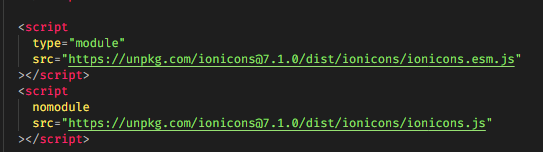 <script
type="module"
src="https://unpkg.com/ionicons@7.1.0/dist/ionicons/ionicons.esm.js"
></script>
<script
nomodule
src="https://unpkg.com/ionicons@7.1.0/dist/ionicons/ionicons.js"
></script>